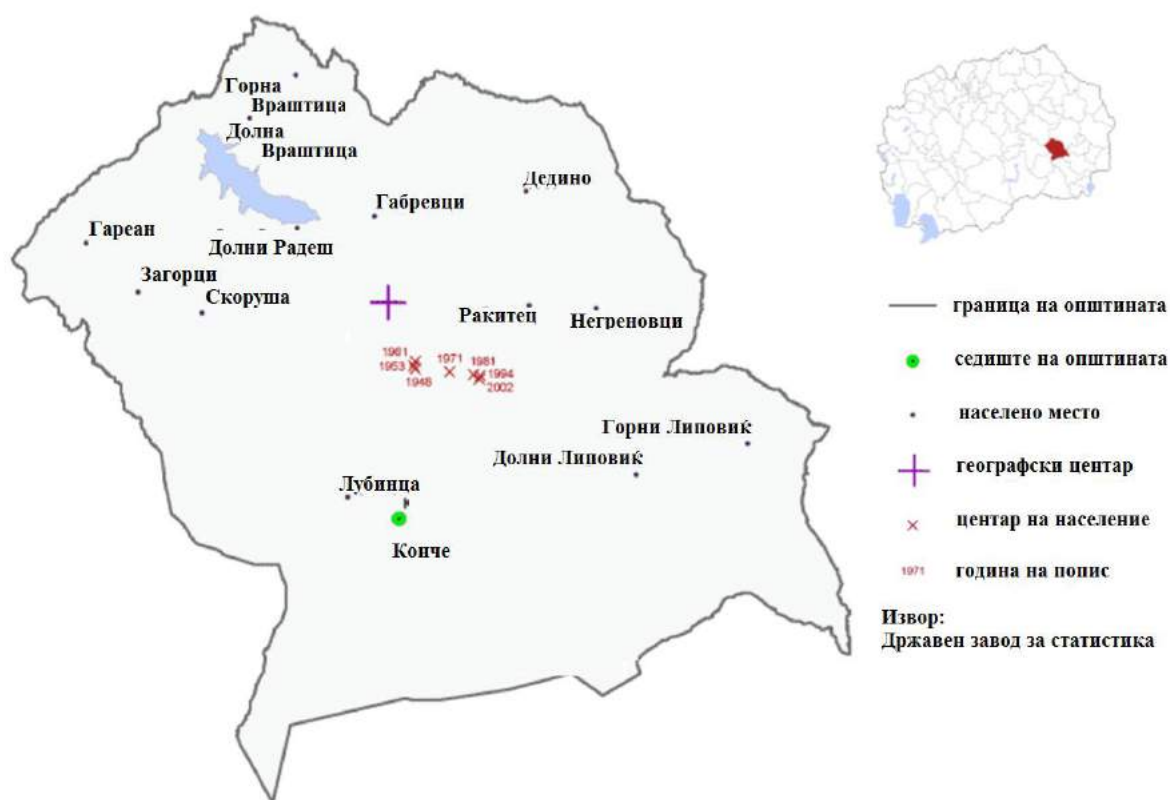 Горна
Враштица
Долна
Враштица
Дедино
Габревци
Гареан
Долни Радеш
Загорци
Скоруша
Ракитец
Негреновци
1961
1953
1948
1971
1981
1994
2002
Горни Липовиќ
Долни Липовиќ
Лубинца
Конче
граница на општината
седиште на општината
населено место
географски центар
центар на население
1971 година на попис
Извор:
Државен завод за статистика